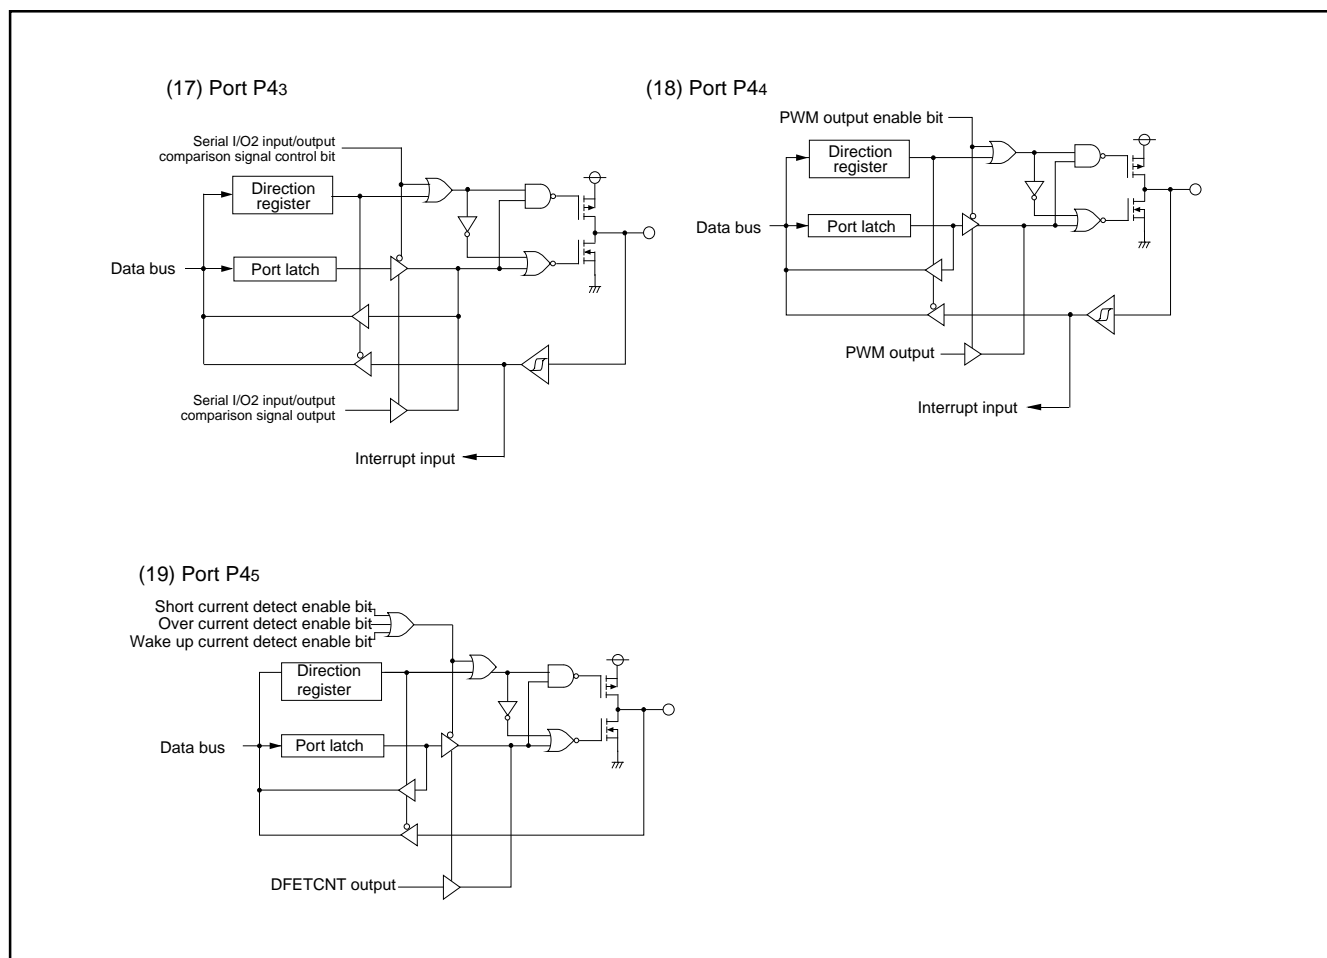 (17) Port P43
Serial I/O2 input/output
comparison signal control bit
Direction
register
Data bus
Port latch
Serial I/O2 input/output
comparison signal output
Interrupt input
(18) Port P44
PWM output enable bit
Direction
register
Data bus
Port latch
PWM output
Interrupt input
(19) Port P45
Short current detect enable bit
Over current detect enable bit
Wake up current detect enable bit
Direction
register
Data bus
Port latch
DFETCNT output